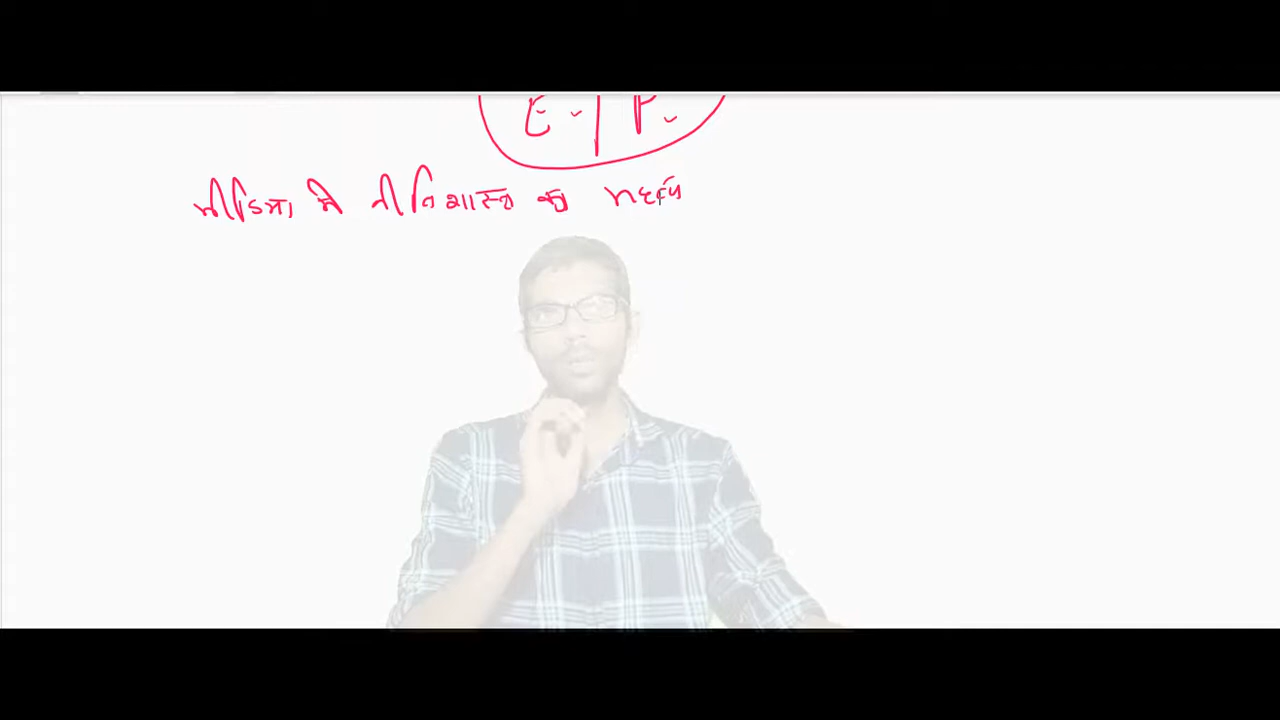 E. / P.
मीडिया मे नीतिशास्त्र का महत्व